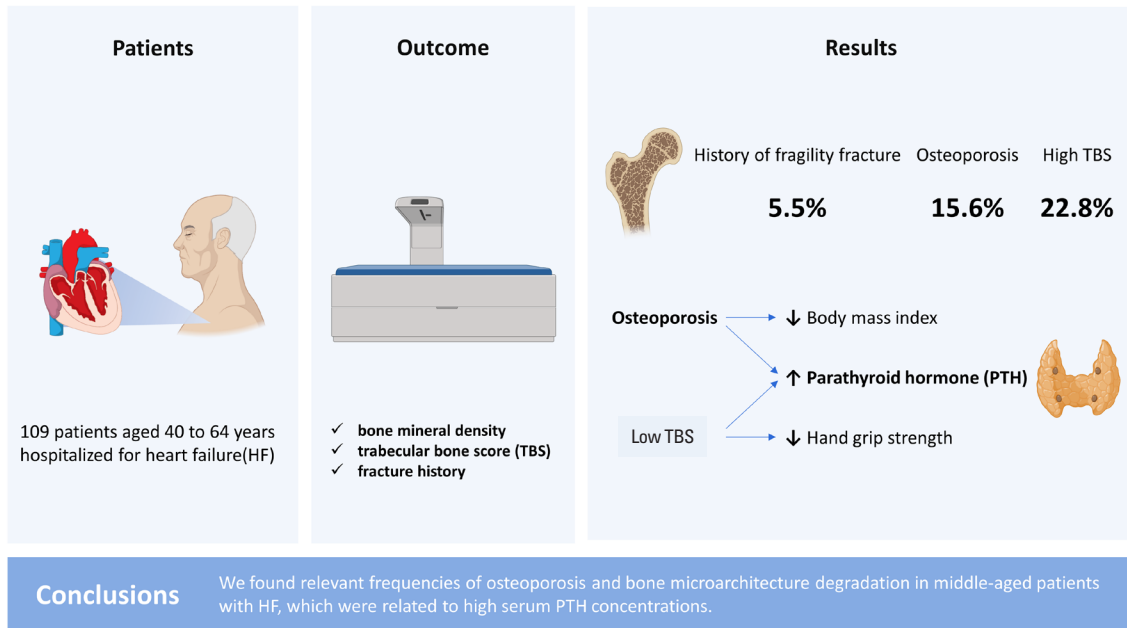 Patients
109 patients aged 40 to 64 years
hospitalized for heart failure(HF)
Outcome
✓ bone mineral density
✓ trabecular bone score (TBS)
✓ fracture history
Results
History of fragility fracture Osteoporosis High TBS
5.5% 15.6% 22.8%
Osteoporosis ↓ Body mass index
↑ Parathyroid hormone (PTH)
Low TBS ↓ Hand grip strength
Conclusions
We found relevant frequencies of osteoporosis and bone microarchitecture degradation in middle-aged patients
with HF, which were related to high serum PTH concentrations.